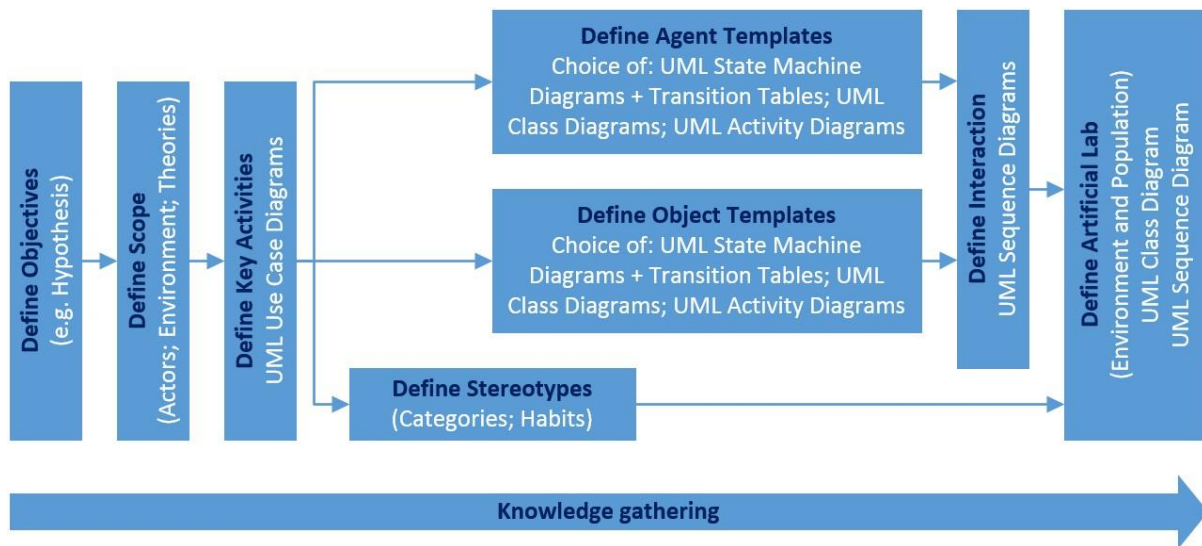 Define Objectives
(e.g. Hypothesis)
Define Scope
(Actors; Environment; Theories)
Define Key Activities
UML Use Case Diagrams
Define Agent Templates
Choice of: UML State Machine
Diagrams + Transition Tables; UML
Class Diagrams; UML Activity Diagrams
Define Object Templates
Choice of: UML State Machine
Diagrams + Transition Tables; UML
Class Diagrams; UML Activity Diagrams
Define Stereotypes
(Categories; Habits)
Define Interaction
UML Sequence Diagrams
Define Artificial Lab
(Environment and Population)
UML Class Diagram
UML Sequence Diagram
Knowledge gathering